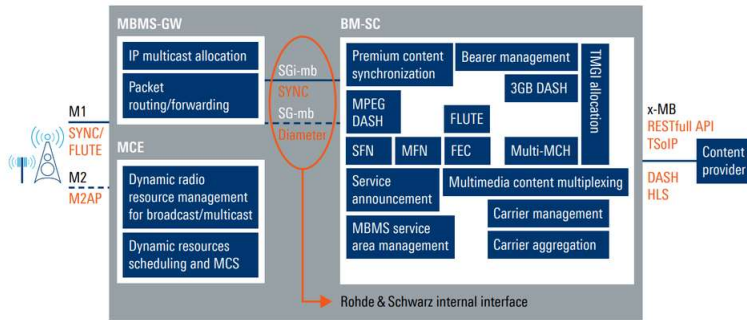 MBMS-GW
IP multicast allocation
Packet
routing/forwarding
MCE
Dynamic radio
resource management
for broadcast/multicast
Dynamic resources
scheduling and MCS
M1
SYNC/
FLUTE
M2
M2AP
SGi-mb
SYNC
SG-mb
Diameter
BM-SC
Premium content
synchronization
Bearer management
3GB DASH
TMGI allocation
MPEG
DASH
FLUTE
SFN
MFN
FEC
Multi-MCH
Service
announcement
Multimedia content multiplexing
MBMS service
area management
Carrier management
Carrier aggregation
x-MB
RESTfull API
TSoIP
DASH
HLS
Content
provider
Rohde & Schwarz internal interface